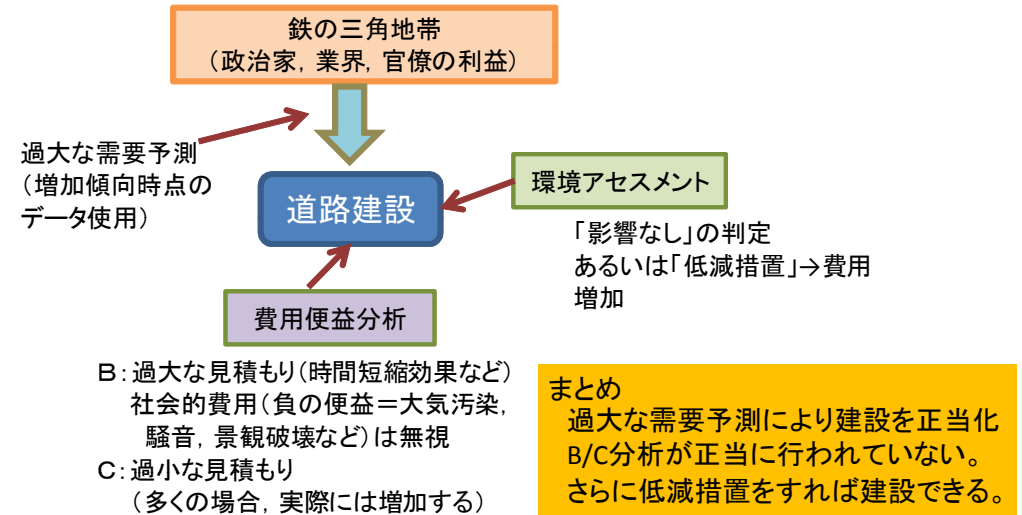 鉄の三角地帯
（政治家，業界，官僚の利益）
過大な需要予測
（増加傾向時点の
データ使用）
道路建設
環境アセスメント
「影響なし」の判定
あるいは「低減措置」→費用
増加
費用便益分析
B：過大な見積もり（時間短縮効果など）
社会的費用（負の便益＝大気汚染，
騒音，景観破壊など）は無視
C：過小な見積もり
（多くの場合，実際には増加する）
まとめ
過大な需要予測により建設を正当化
B/C分析が正当に行われていない。
さらに低減措置をすれば建設できる。